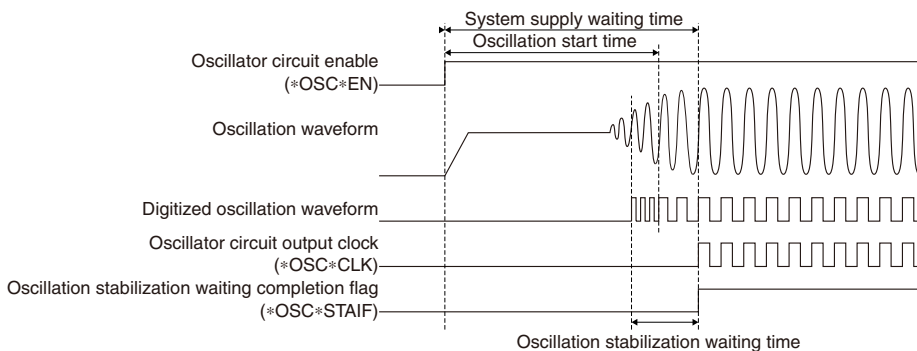 System supply waiting time
Oscillation start time
Oscillator circuit enable
(*OSC*EN)
Oscillation waveform
Digitized oscillation waveform
Oscillator circuit output clock
(*OSC*CLK)
Oscillation stabilization waiting completion flag
(*OSC*STAIF)
Oscillation stabilization waiting time